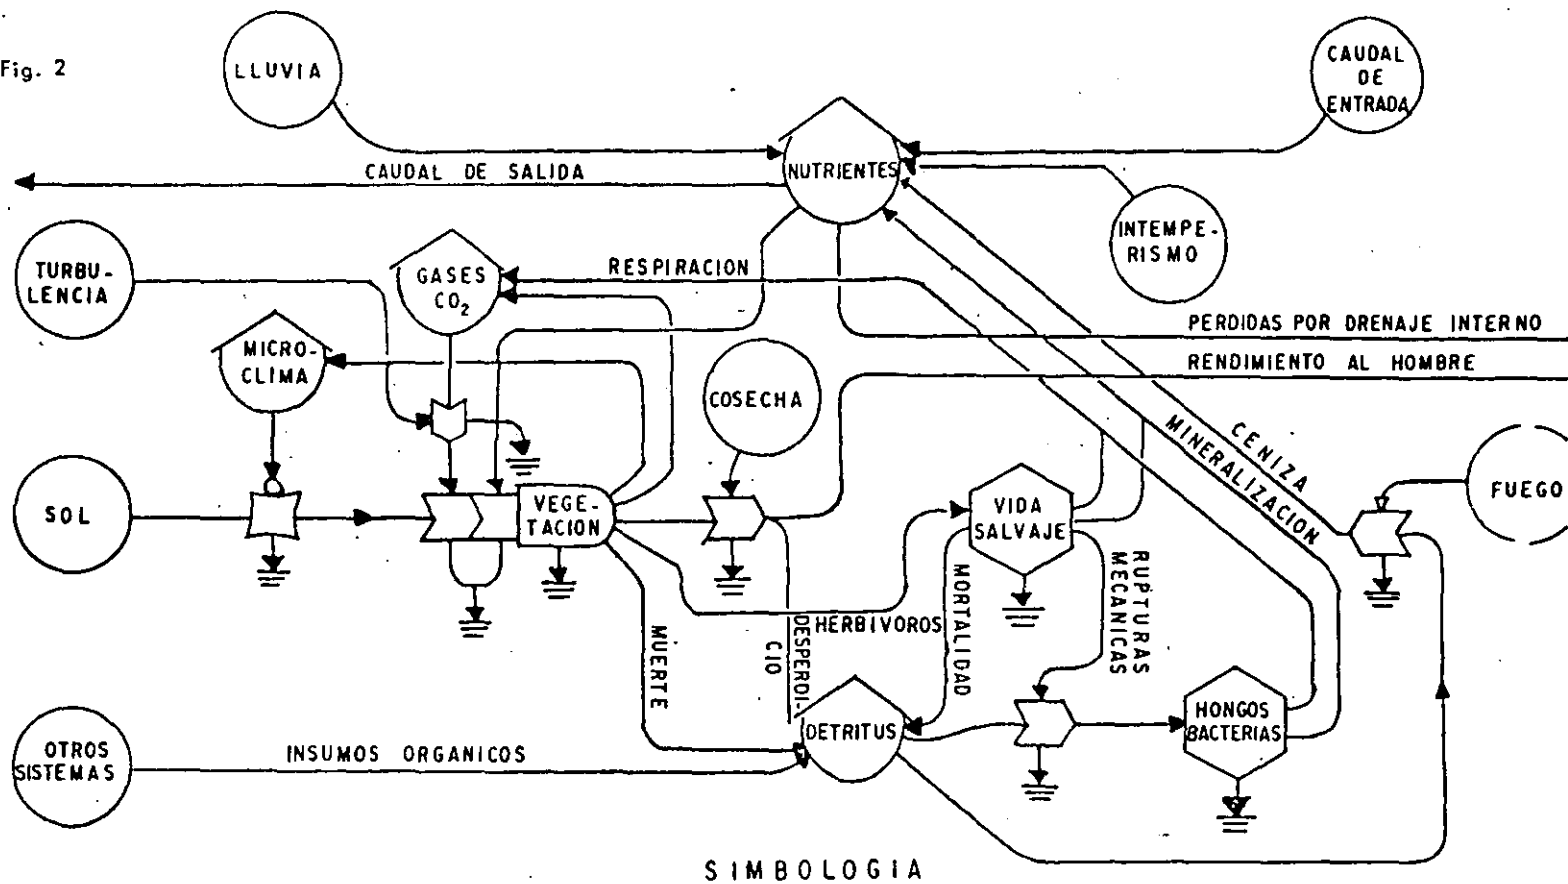 Fig. 2
LLUVIA
CAUDAL
DE
ENTRADA
NUTRIENTES
CAUDAL DE SALIDA
INTEMPE-
RISMO
TURBU-
LENCIA
GASES
CO₂
RESPIRACION
PERDIDAS POR DRENAJE INTERNO
MICRO-
CLIMA
RENDIMIENTO AL HOMBRE
COSECHA
CENIZA
MINERALIZACION
SOL
VEGE-
TACION
VIDA
SALVAJE
FUEGO
HERBIVOROS
MUERTE
DESPERDI-
CIO
MORTALIDAD
RUPTURAS
MECANICAS
OTROS
SISTEMAS
INSUMOS ORGANICOS
DETRITUS
HONGOS
BACTERIAS
SIMBOLOGIA